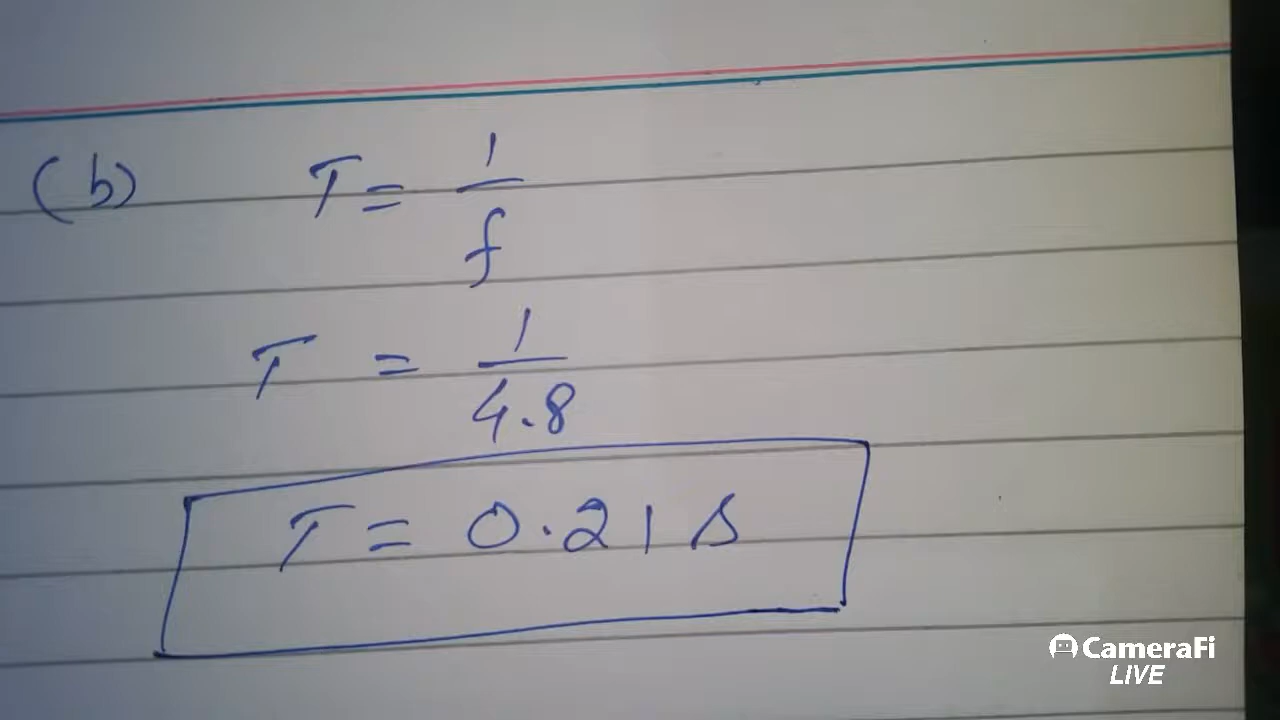 (b) T = 1/f
T = 1/4.8
T = 0.21 s
CameraFi
LIVE